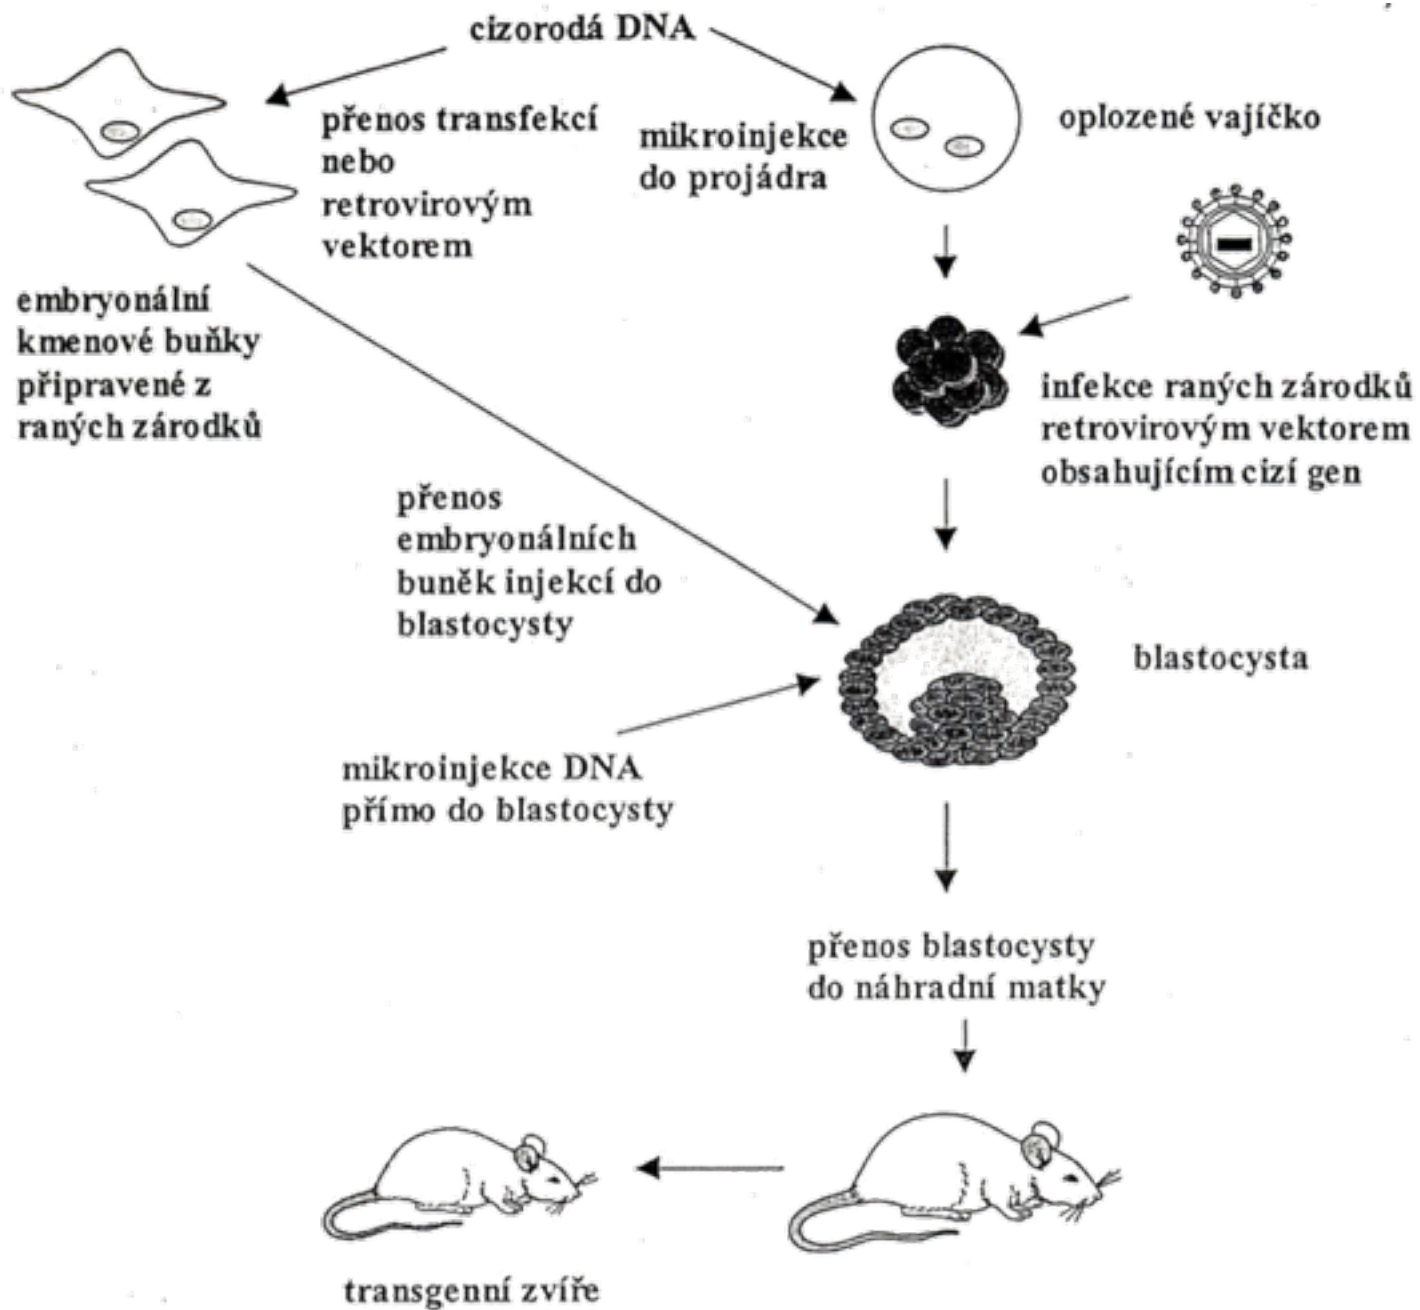 cizorodá DNA
přenos transfekcí
nebo
retrovirovým
vektorem
mikroinjekce
do projádra
oplozené vajíčko
embryonální
kmenové buňky
připravené z
raných zárodků
infekce raných zárodků
retrovirovým vektorem
obsahujícím cizí gen
přenos
embryonálních
buněk injekcí do
blastocysty
blastocysta
mikroinjekce DNA
přímo do blastocysty
přenos blastocysty
do náhradní matky
transgenní zvíře